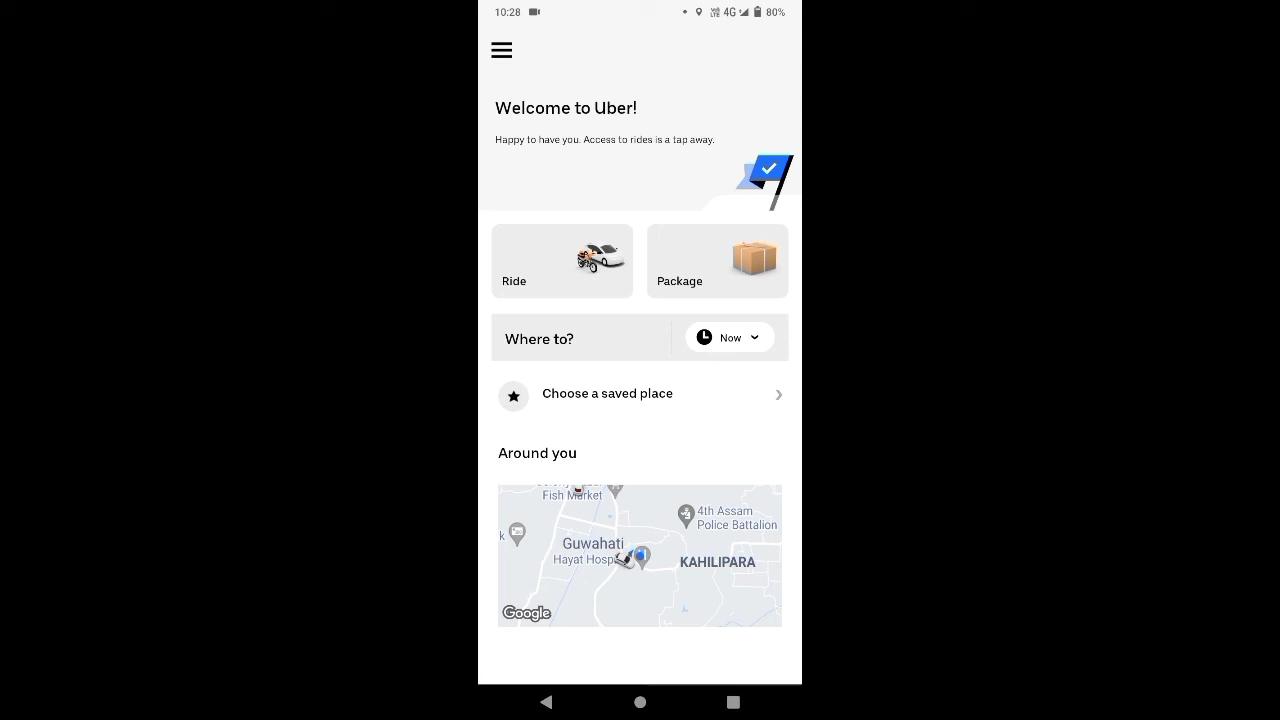 10:28
VoLTE 4G 80%
Welcome to Uber!
Happy to have you. Access to rides is a tap away.
Ride
Package
Where to?
Now
Choose a saved place
Around you
Fish Market
4th Assam
Police Battalion
k
Guwahati
Hayat Hosp
KAHILIPARA
Google